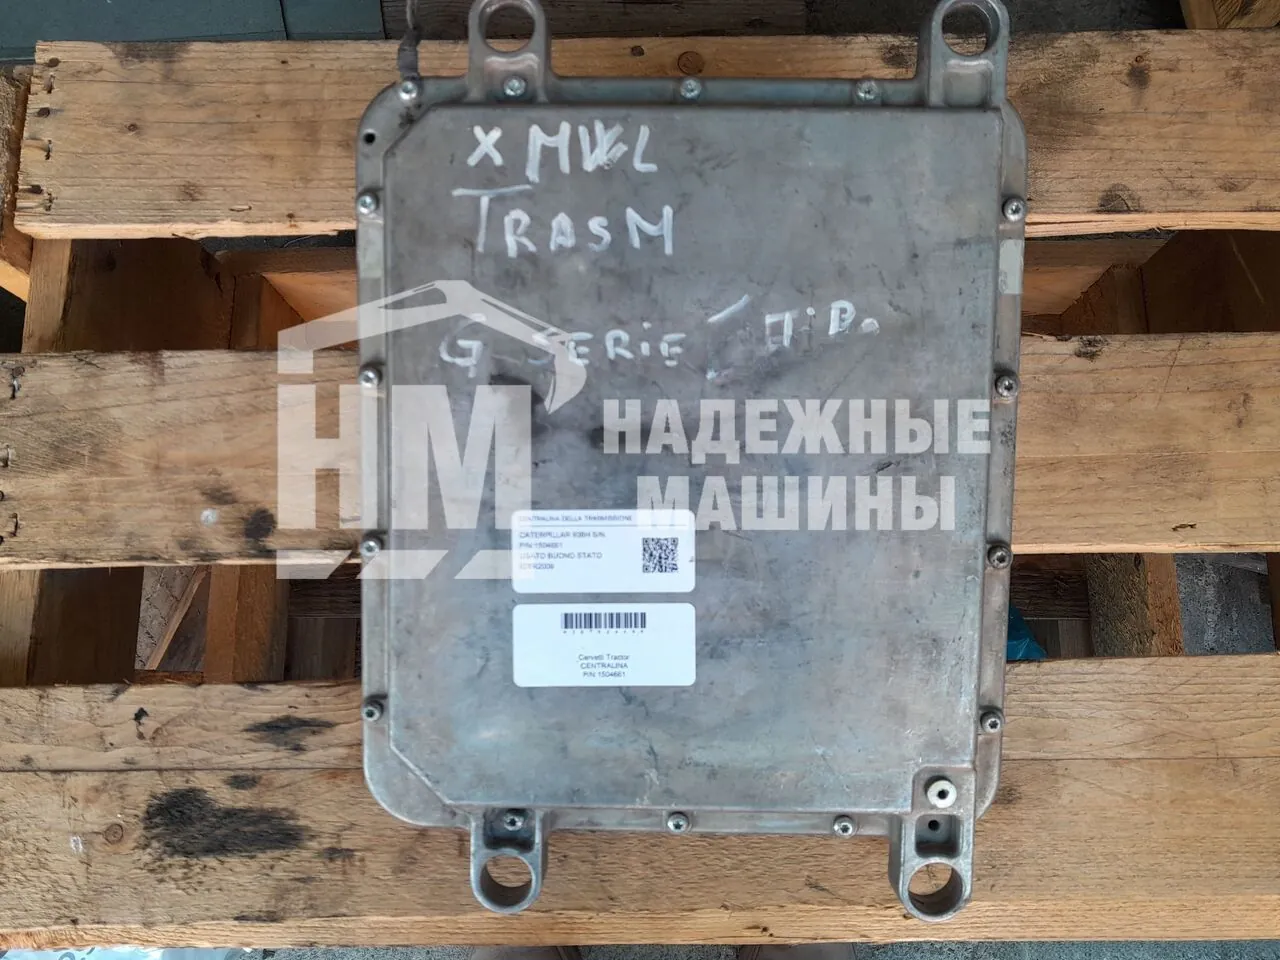 X MWL
TRASM
G SERIE
НМ
НАДЕЖНЫЕ
МАШИНЫ
CENTRALINA DELLA TRASMISSIONE
CATERPILLAR 938H S/N
P/N 1504661
USATO BUONO STATO
Cervetti Tractor
CENTRALINA
P/N 1504661